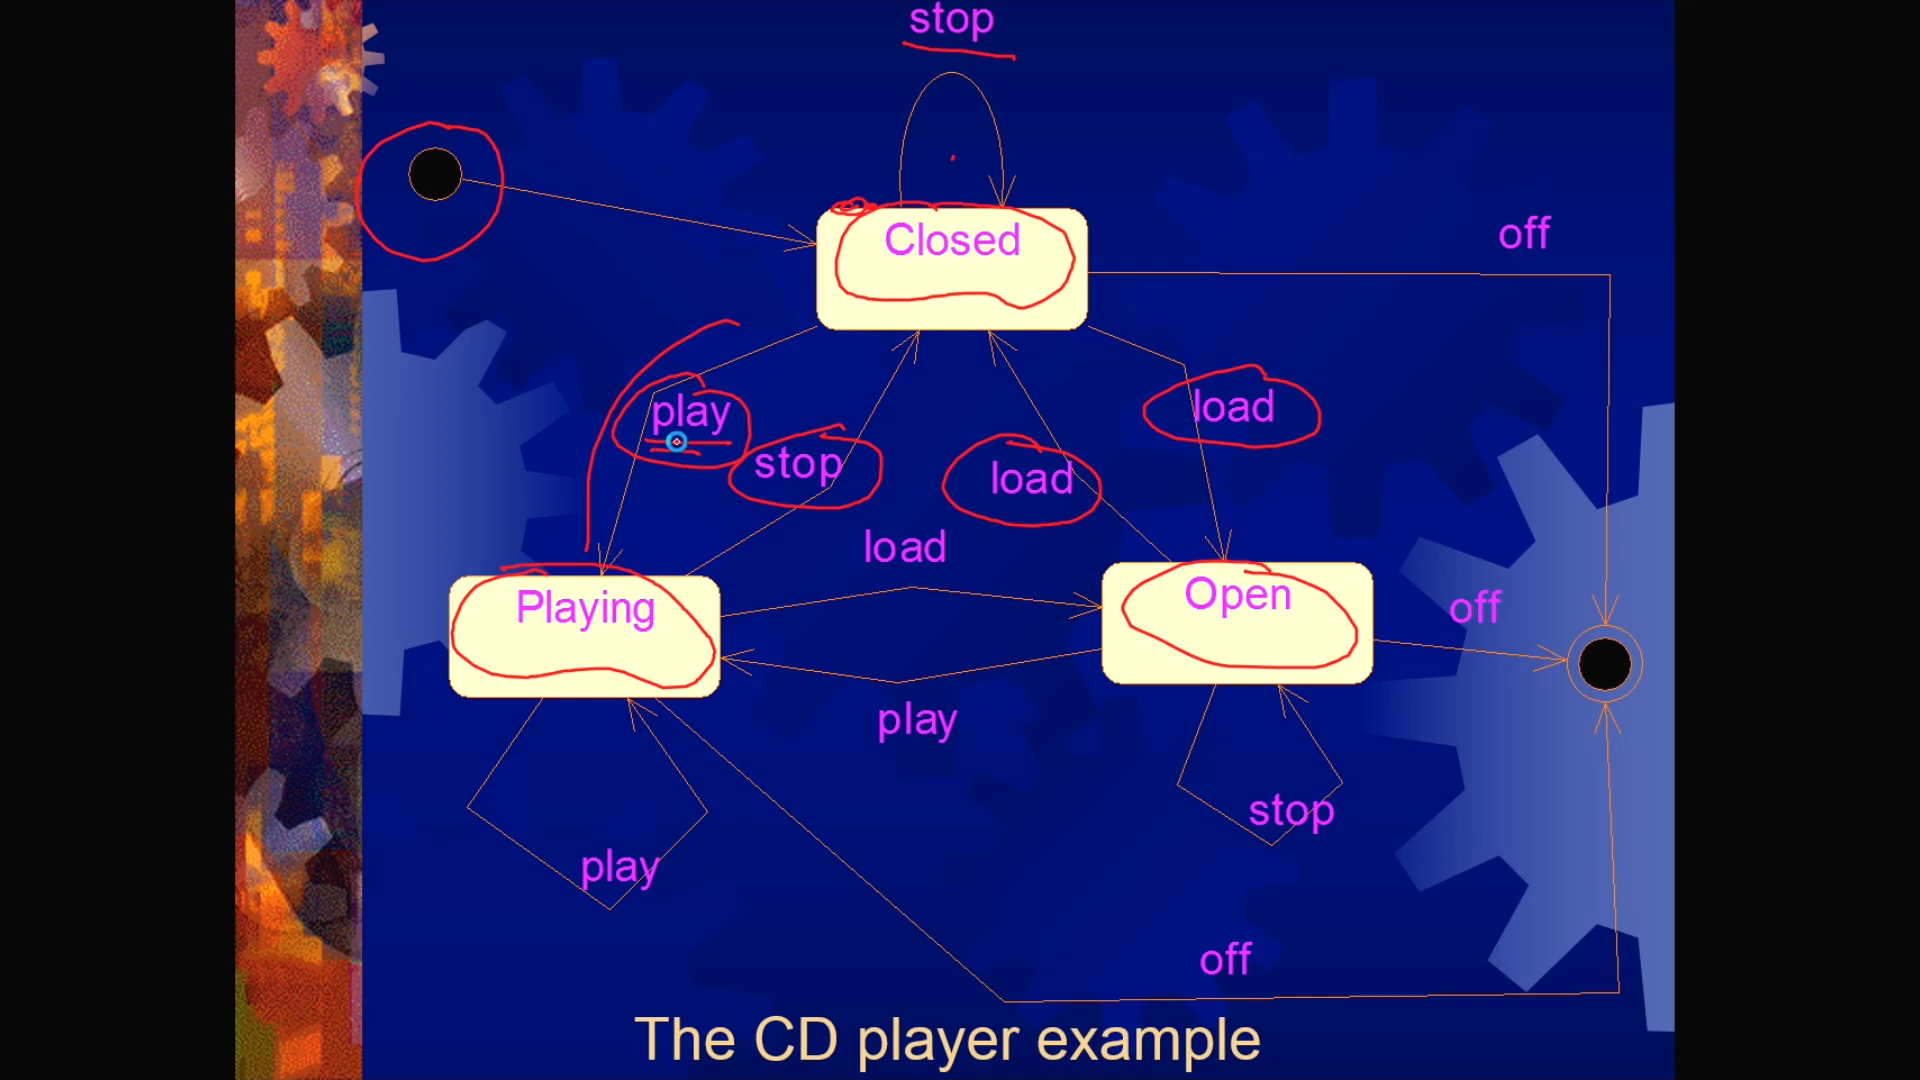 stop
Closed
off
play
load
stop
load
load
Playing
Open
off
play
stop
play
off
The CD player example